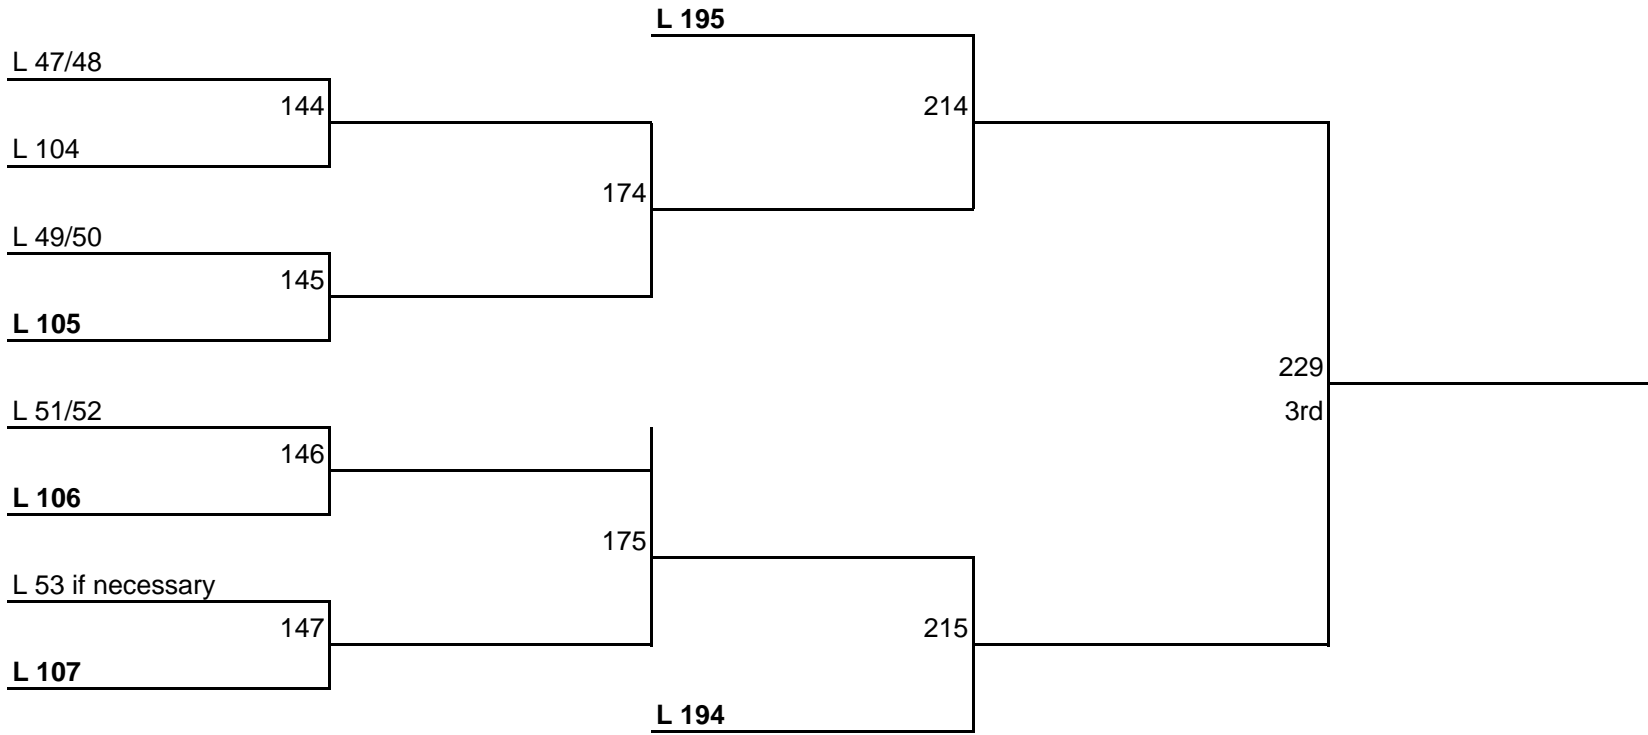 L 195
L 47/48
144
214
L 104
174
L 49/50
145
L 105
229
L 51/52
3rd
146
L 106
175
L 53 if necessary
147
215
L 107
L 194